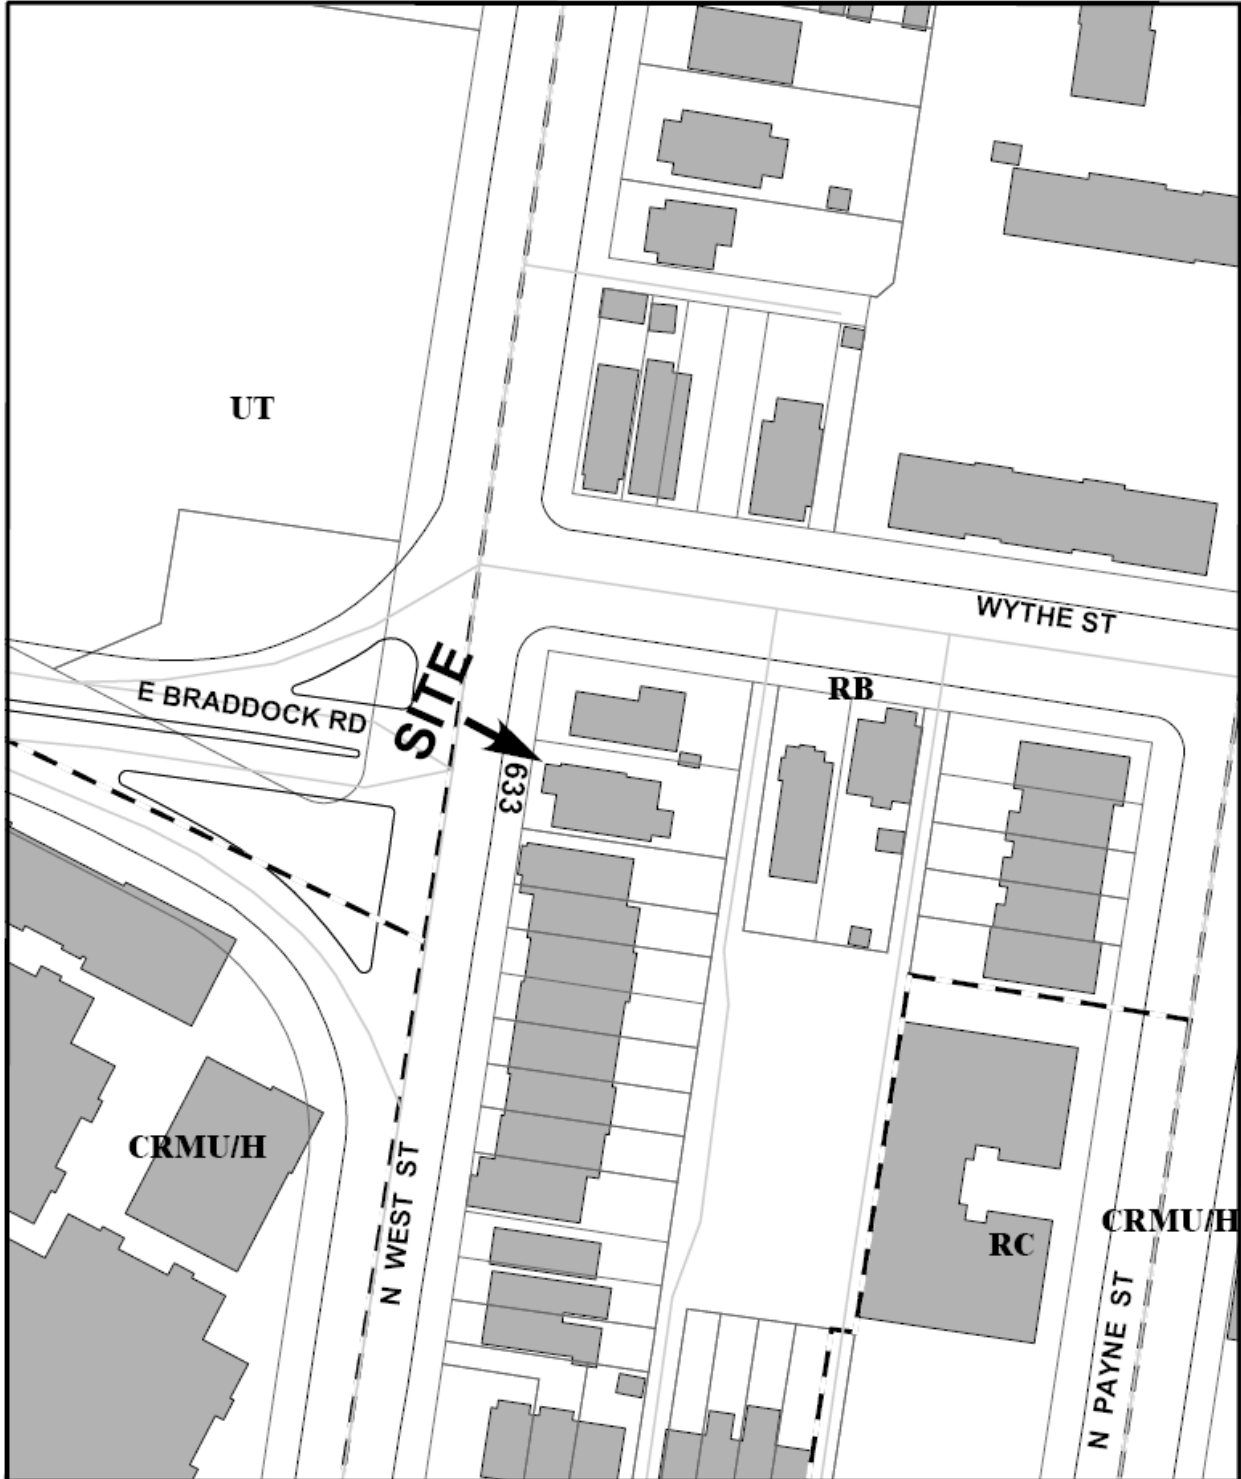 UT
WYTHE ST
E BRADDOCK RD
SITE
RB
633
CRMU/H
N WEST ST
CRMU/H
RC
N PAYNE ST